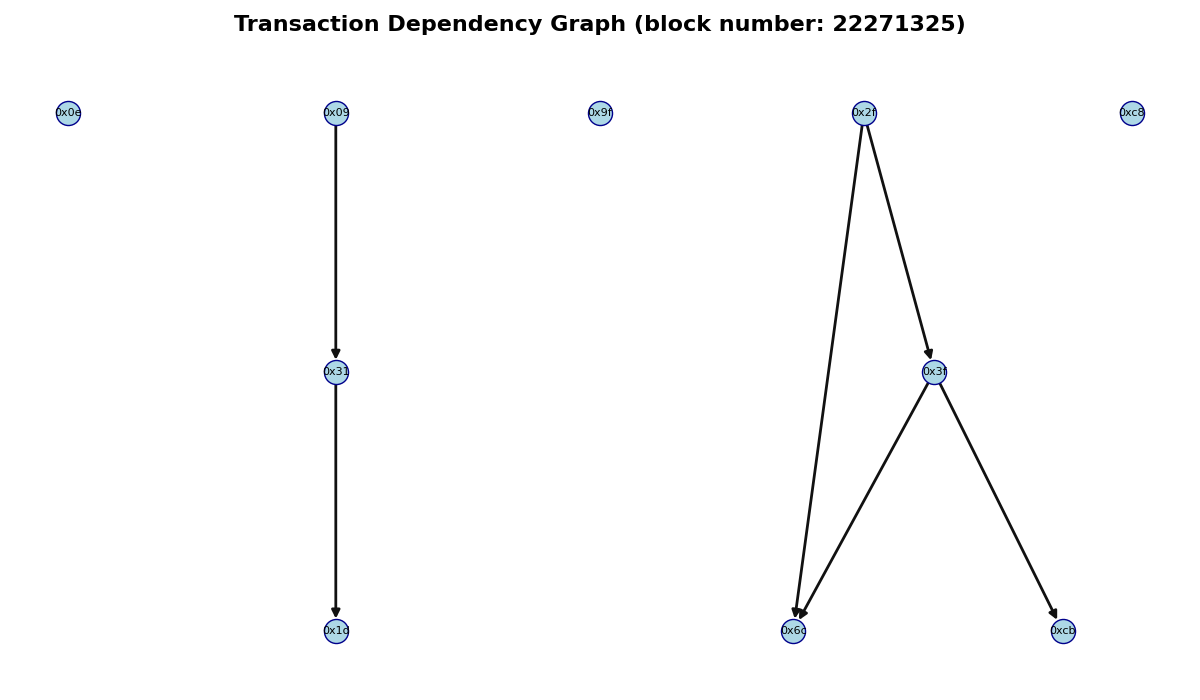 Transaction Dependency Graph (block number: 22271325)
0x0e 0x09 0x9f 0x2f 0xc8
0x31 0x3f
0x1d 0x6c 0xcb